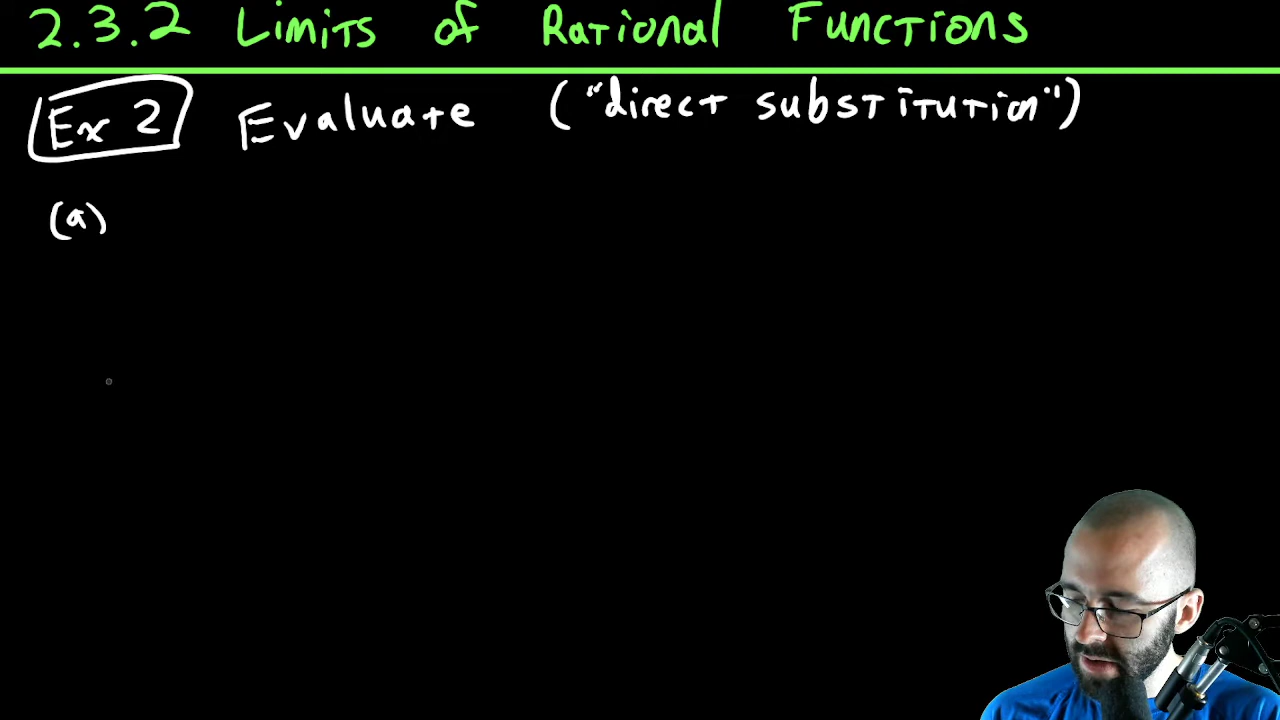 2.3.2 Limits of Rational Functions
Ex 2 Evaluate ("direct substitution")
(a)